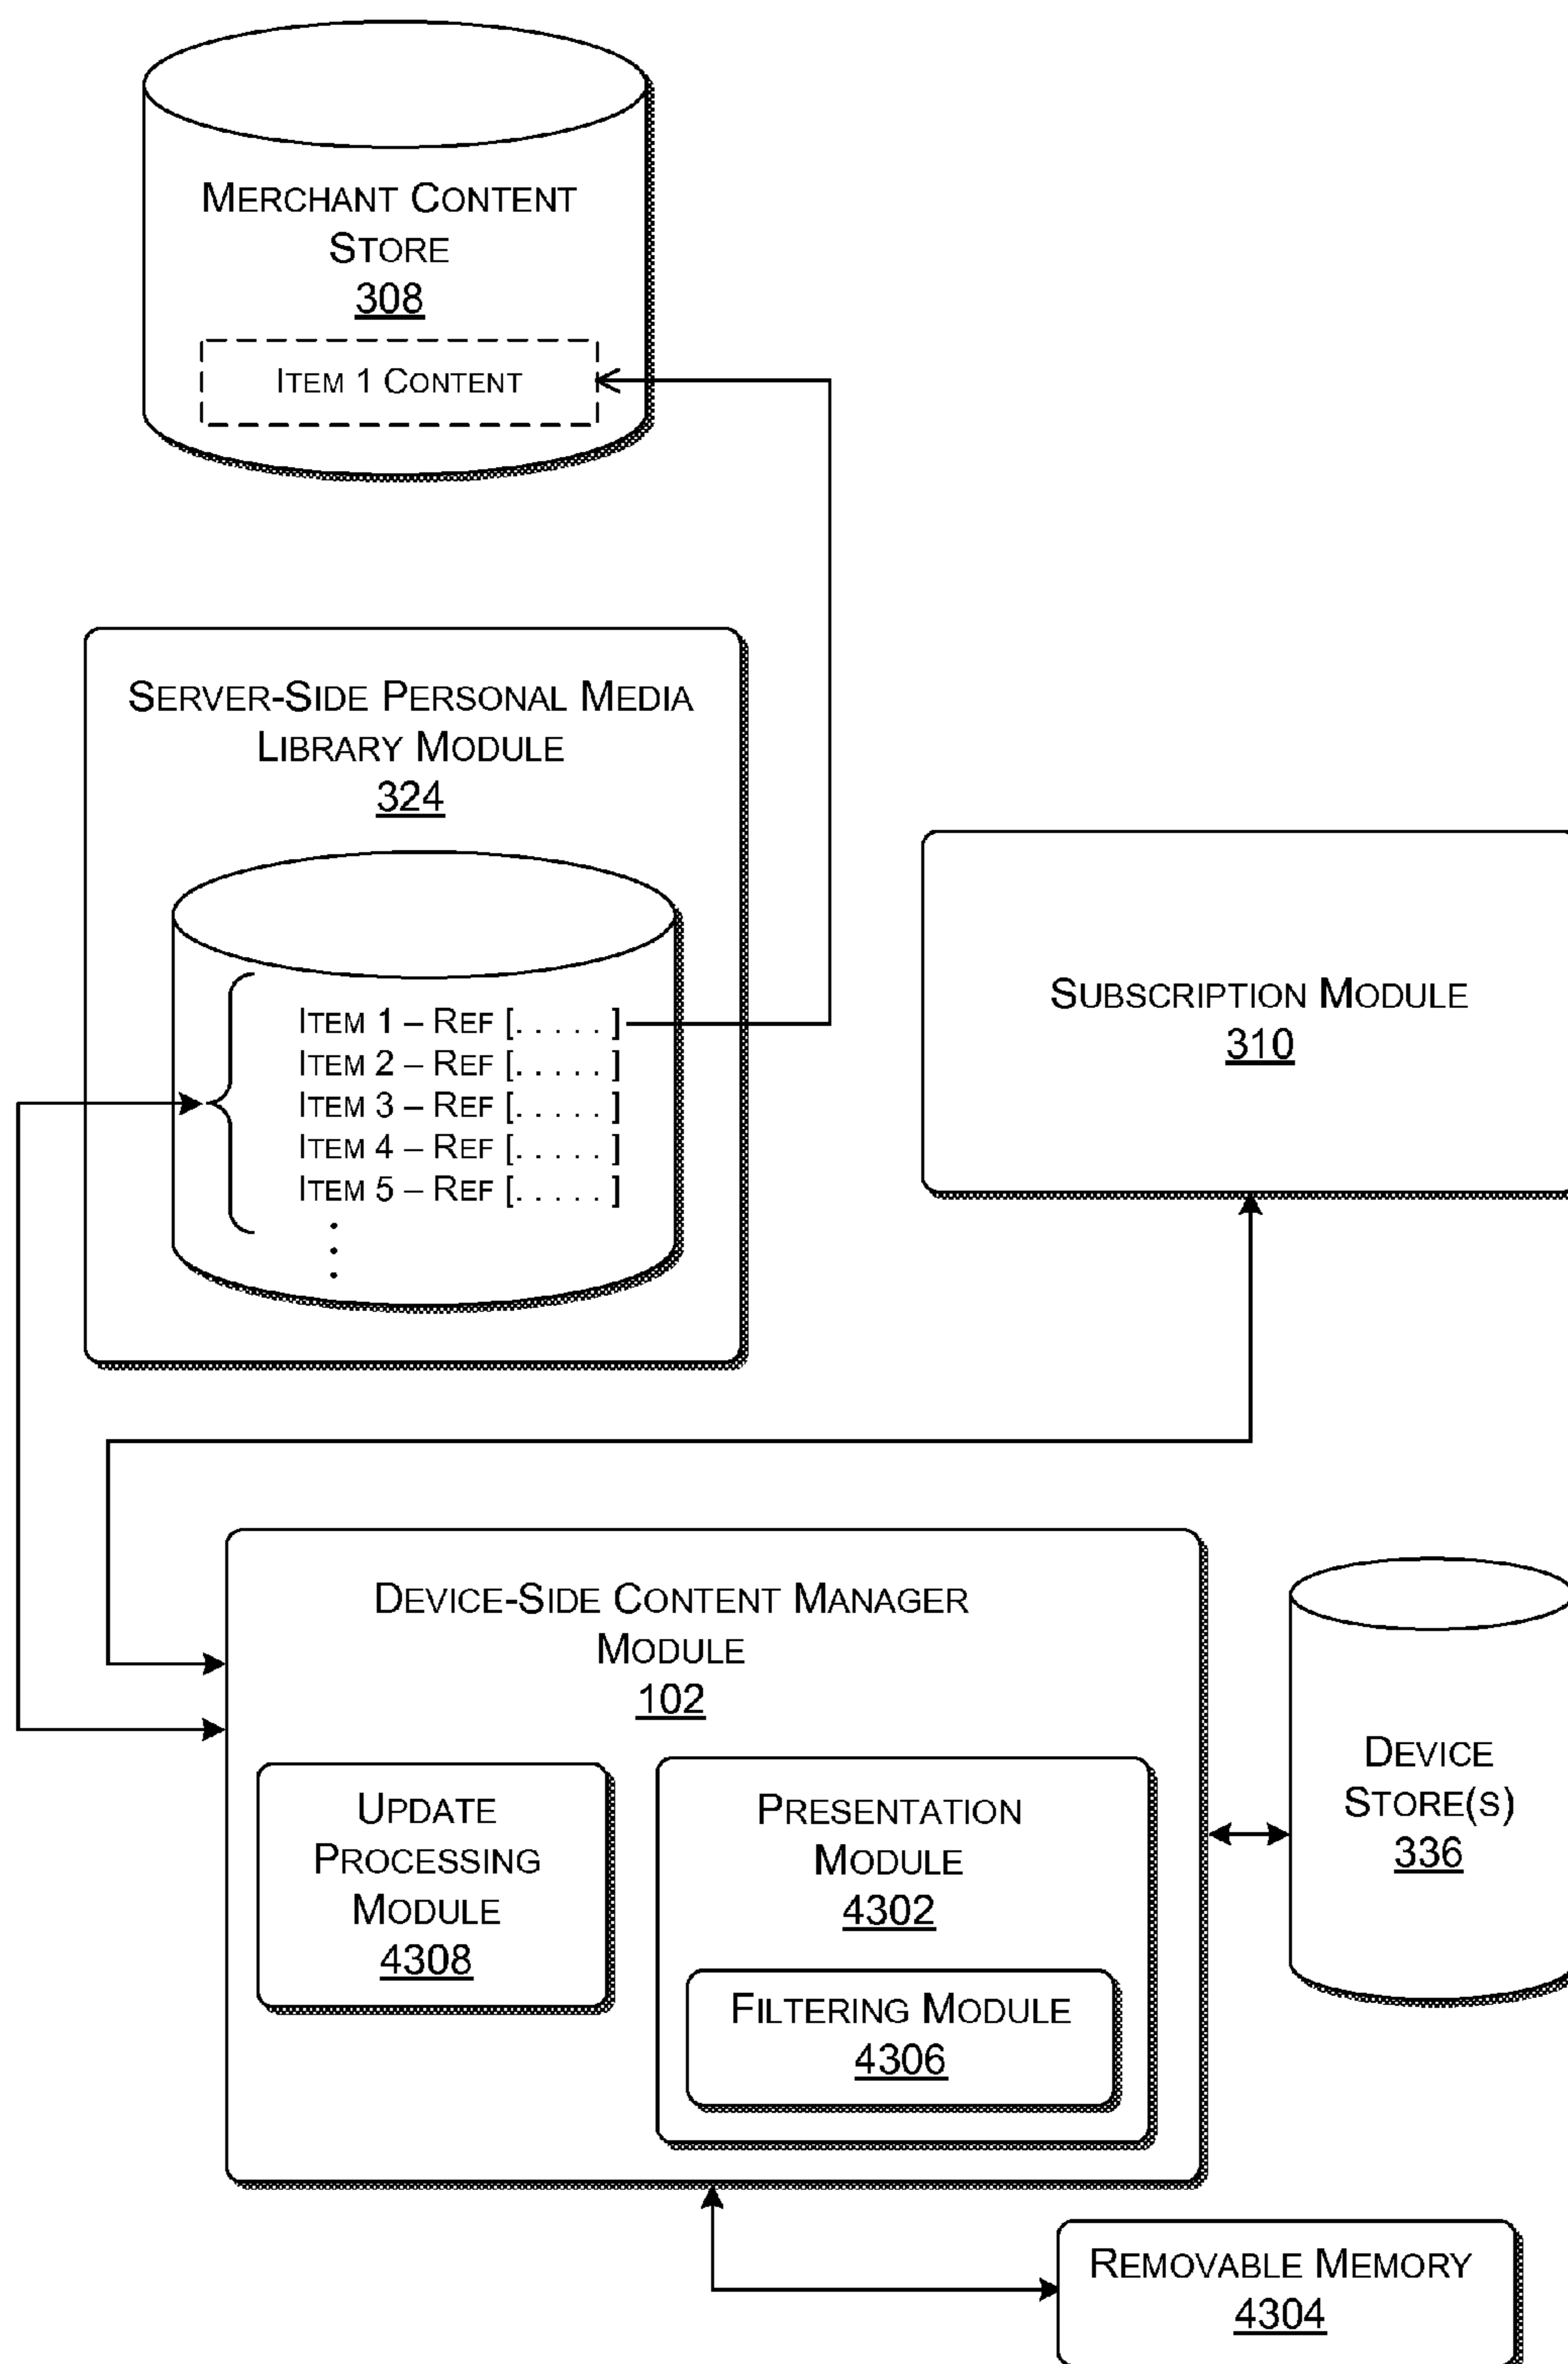 MERCHANT CONTENT
STORE
308
ITEM 1 CONTENT
SERVER-SIDE PERSONAL MEDIA
LIBRARY MODULE
324
ITEM 1 – REF [. . . . . ]
ITEM 2 – REF [. . . . . ]
ITEM 3 – REF [. . . . . ]
ITEM 4 – REF [. . . . . ]
ITEM 5 – REF [. . . . . ]
SUBSCRIPTION MODULE
310
DEVICE-SIDE CONTENT MANAGER
MODULE
102
UPDATE
PROCESSING
MODULE
4308
PRESENTATION
MODULE
4302
FILTERING MODULE
4306
DEVICE
STORE(S)
336
REMOVABLE MEMORY
4304